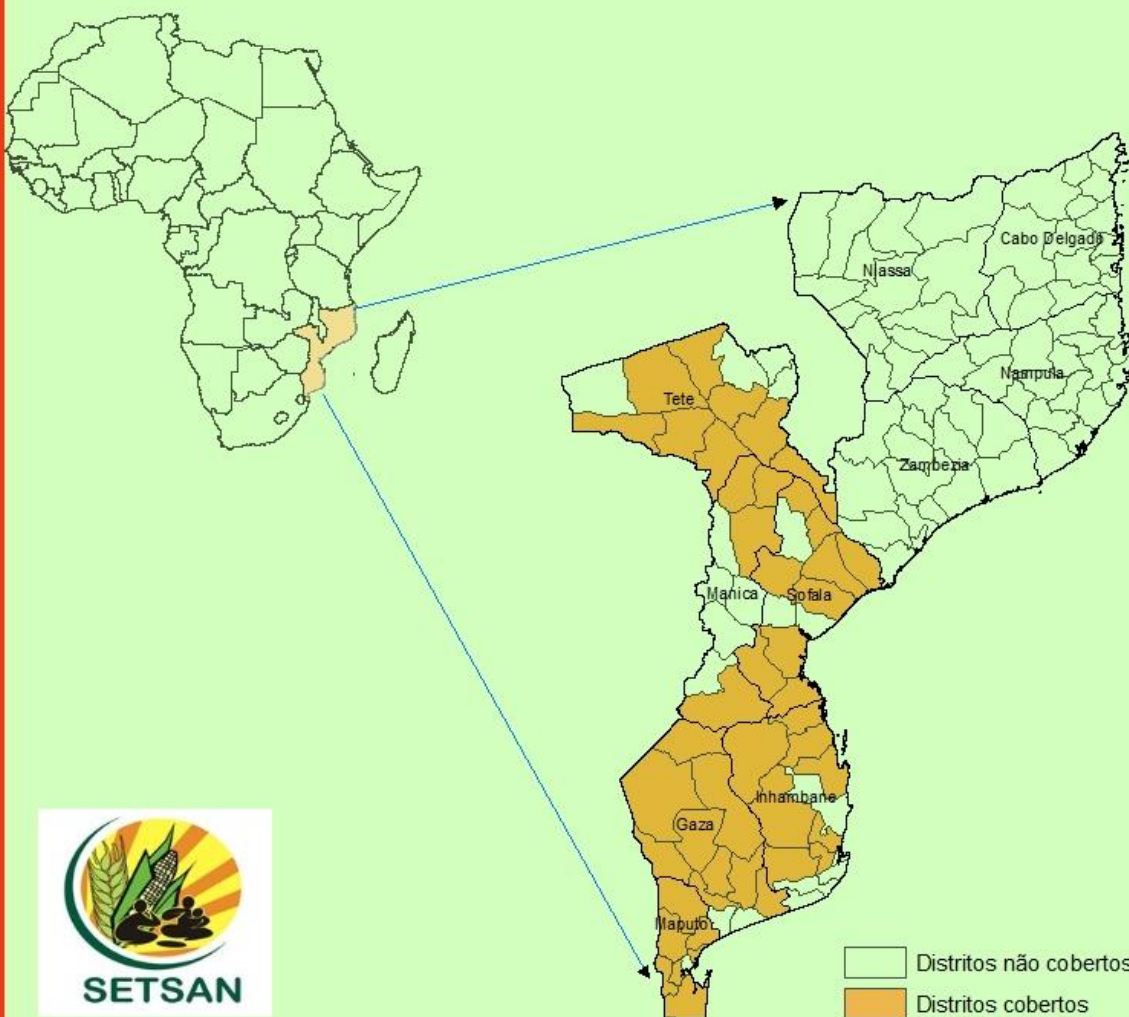 Cabo Delgado
Niassa
Nampula
Tete
Zambezia
Manica
Sofala
Inhambane
Gaza
Maputo
SETSAN
Distritos não cobertos
Distritos cobertos